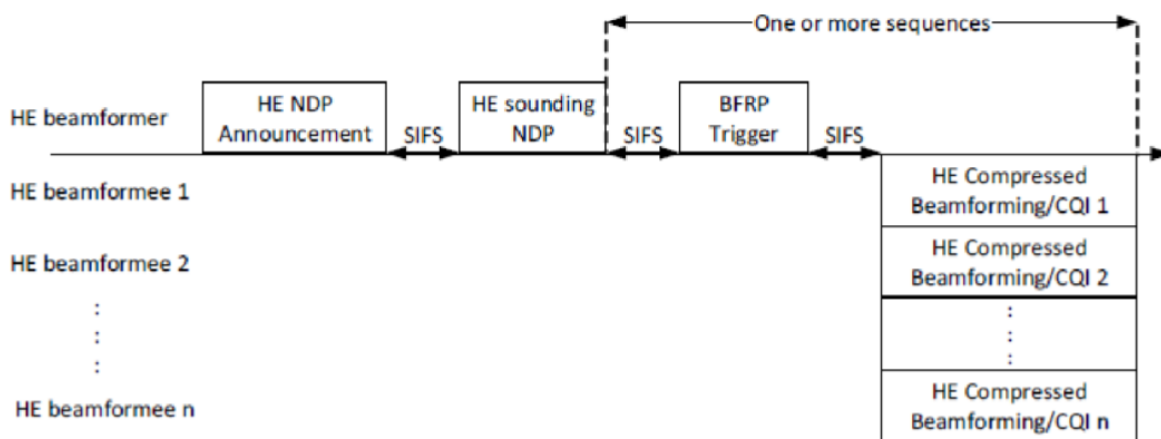 One or more sequences
HE beamformer
HE NDP
Announcement
SIFS
HE sounding
NDP
SIFS
BFRP
Trigger
SIFS
HE beamformee 1
HE Compressed
Beamforming/CQI 1
HE beamformee 2
HE Compressed
Beamforming/CQI 2
:
:
:
:
:
:
HE beamformee n
HE Compressed
Beamforming/CQI n